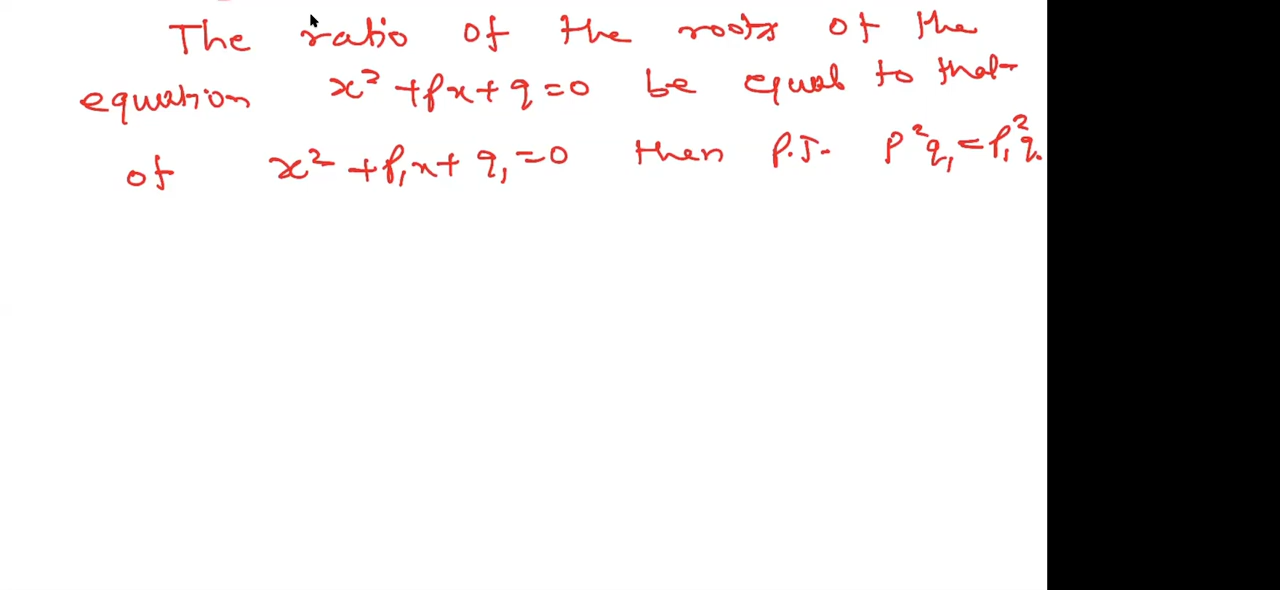 The ratio of the roots of the
equation x² + px + q = 0 be equal to that
of x² + p₁x + q₁ = 0 then P.T. p²q₁ = p₁²q.